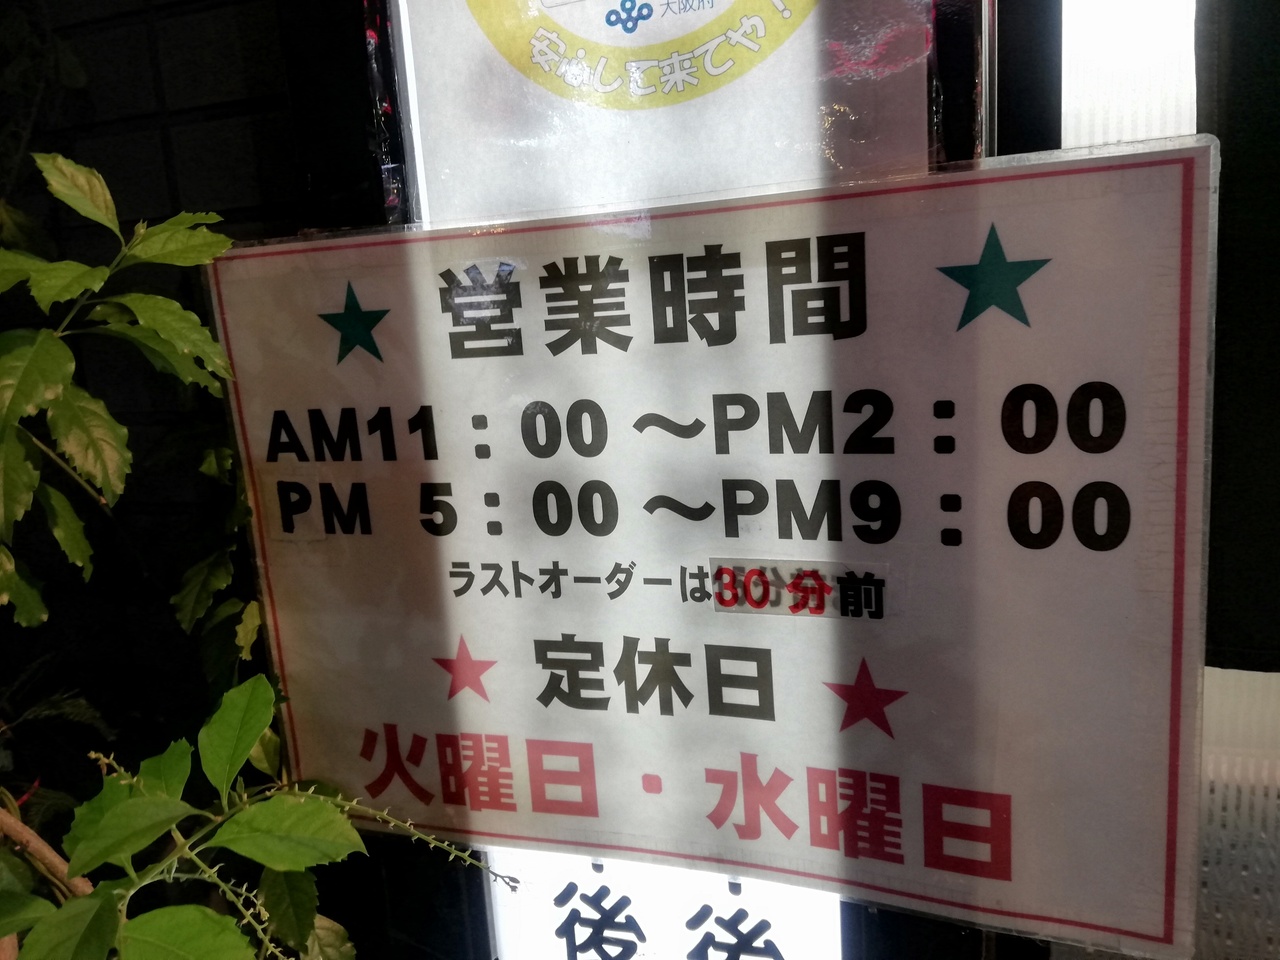 大阪府
安心して来てや!
★ 営業時間 ★
AM11:00~PM2:00
PM 5:00~PM9:00
ラストオーダーは30分前
★ 定休日 ★
火曜日・水曜日
後 後